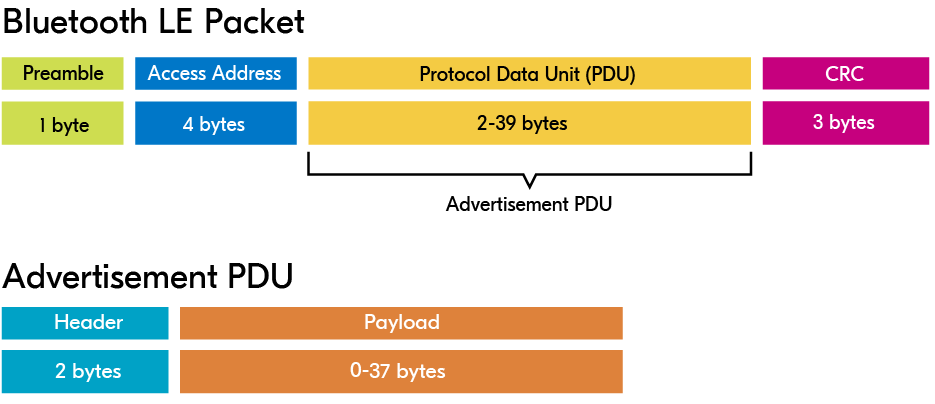 Bluetooth LE Packet
Preamble Access Address Protocol Data Unit (PDU) CRC
1 byte 4 bytes 2-39 bytes 3 bytes
Advertisement PDU
Advertisement PDU
Header Payload
2 bytes 0-37 bytes